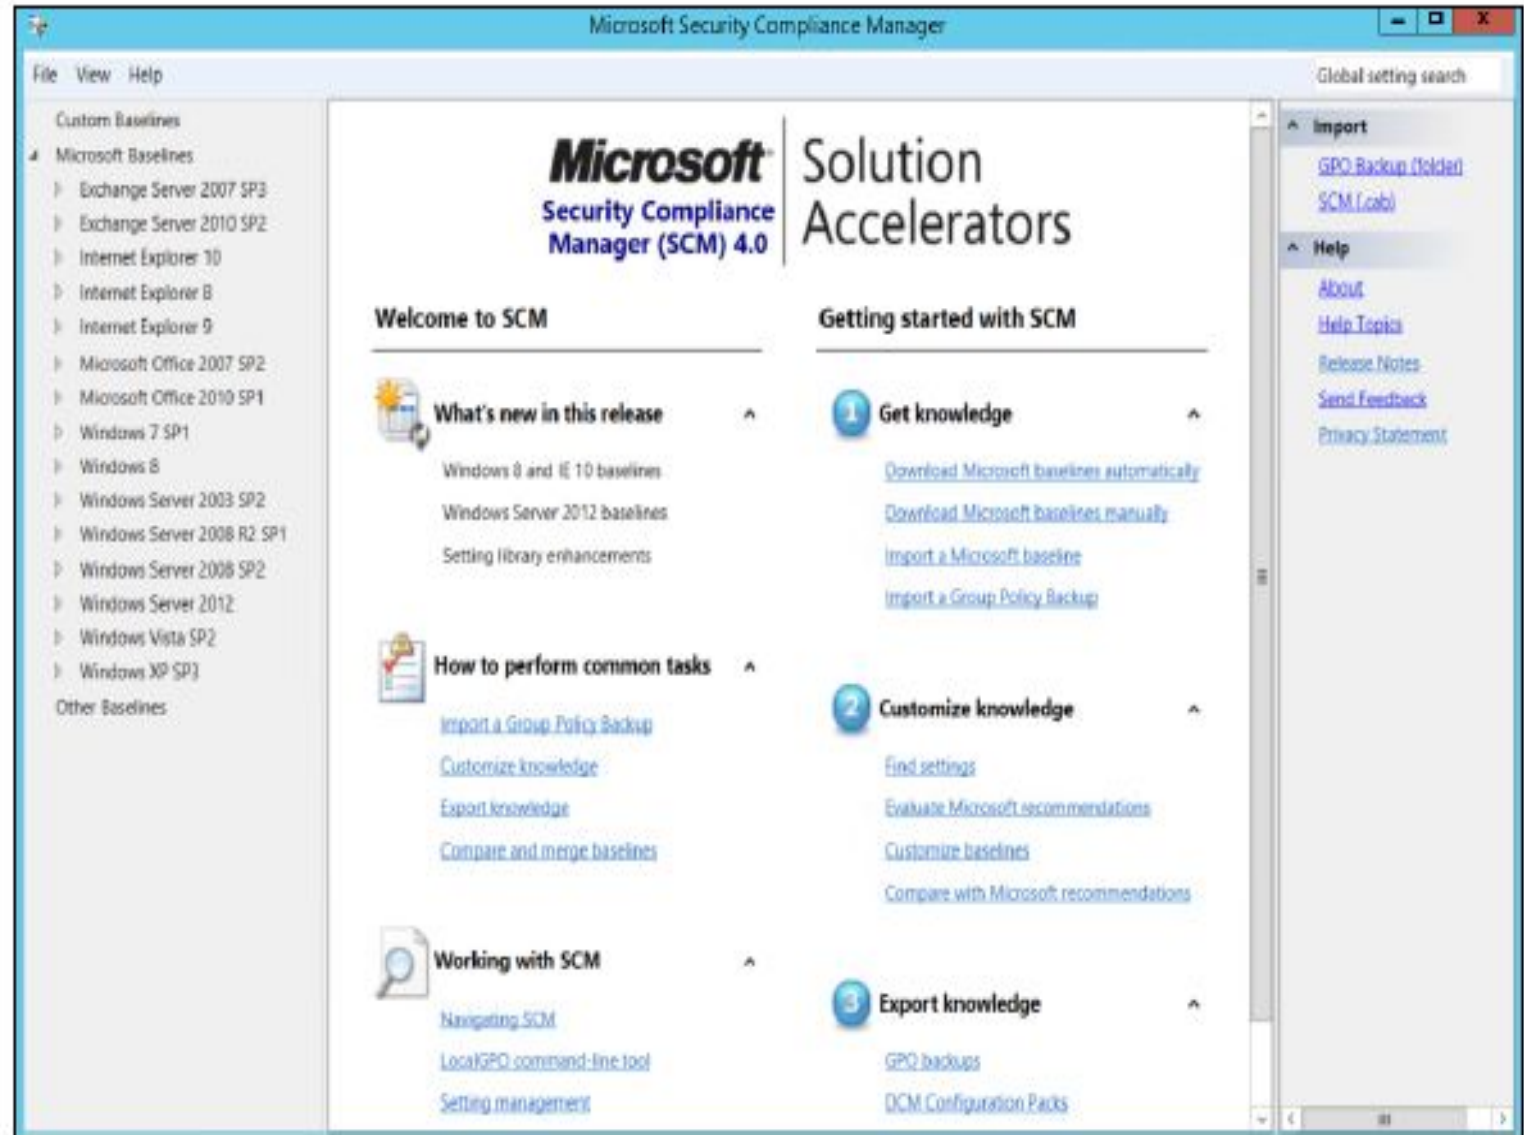 Microsoft Security Compliance Manager
File View Help
Global setting search
Custom Baselines
Microsoft Baselines
Exchange Server 2007 SP3
Exchange Server 2010 SP2
Internet Explorer 10
Internet Explorer 8
Internet Explorer 9
Microsoft Office 2007 SP2
Microsoft Office 2010 SP1
Windows 7 SP1
Windows 8
Windows Server 2003 SP2
Windows Server 2008 R2 SP1
Windows Server 2008 SP2
Windows Server 2012
Windows Vista SP2
Windows XP SP3
Other Baselines
Microsoft
Security Compliance
Manager (SCM) 4.0
Solution
Accelerators
Welcome to SCM
What's new in this release
Windows 8 and IE 10 baselines
Windows Server 2012 baselines
Setting library enhancements
How to perform common tasks
Import a Group Policy Backup
Customize knowledge
Export knowledge
Compare and merge baselines
Working with SCM
Navigating SCM
LocalGPO command-line tool
Setting management
Getting started with SCM
1 Get knowledge
Download Microsoft baselines automatically
Download Microsoft baselines manually
Import a Microsoft baseline
Import a Group Policy Backup
2 Customize knowledge
Find settings
Evaluate Microsoft recommendations
Customize baselines
Compare with Microsoft recommendations
3 Export knowledge
GPO backups
DCM Configuration Packs
Import
GPO Backup (folder)
SCM (.cab)
Help
About
Help Topics
Release Notes
Send Feedback
Privacy Statement